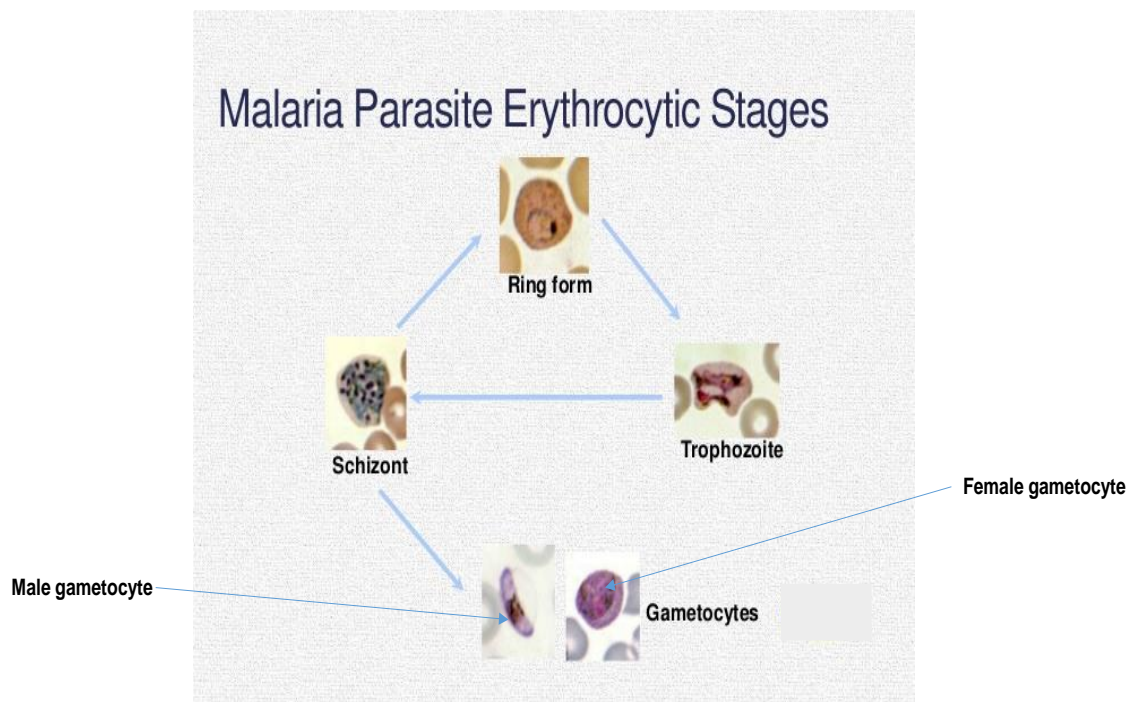 Malaria Parasite Erythrocytic Stages
Ring form
Trophozoite
Schizont
Female gametocyte
Male gametocyte
Gametocytes